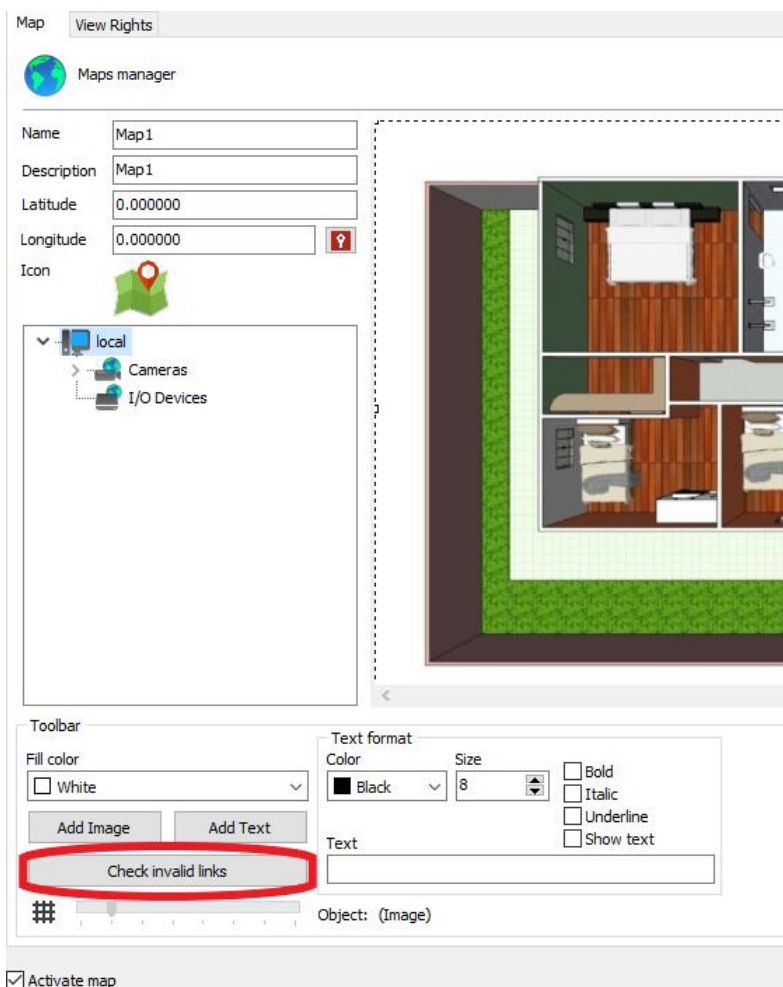 Map View Rights
Maps manager
Name Map1
Description Map1
Latitude 0.000000
Longitude 0.000000
Icon
local
Cameras
I/O Devices
Toolbar
Fill color
White
Add Image Add Text
Check invalid links
Text format
Color Size
Black 8
Bold
Italic
Underline
Show text
Text
Object: (Image)
Activate map